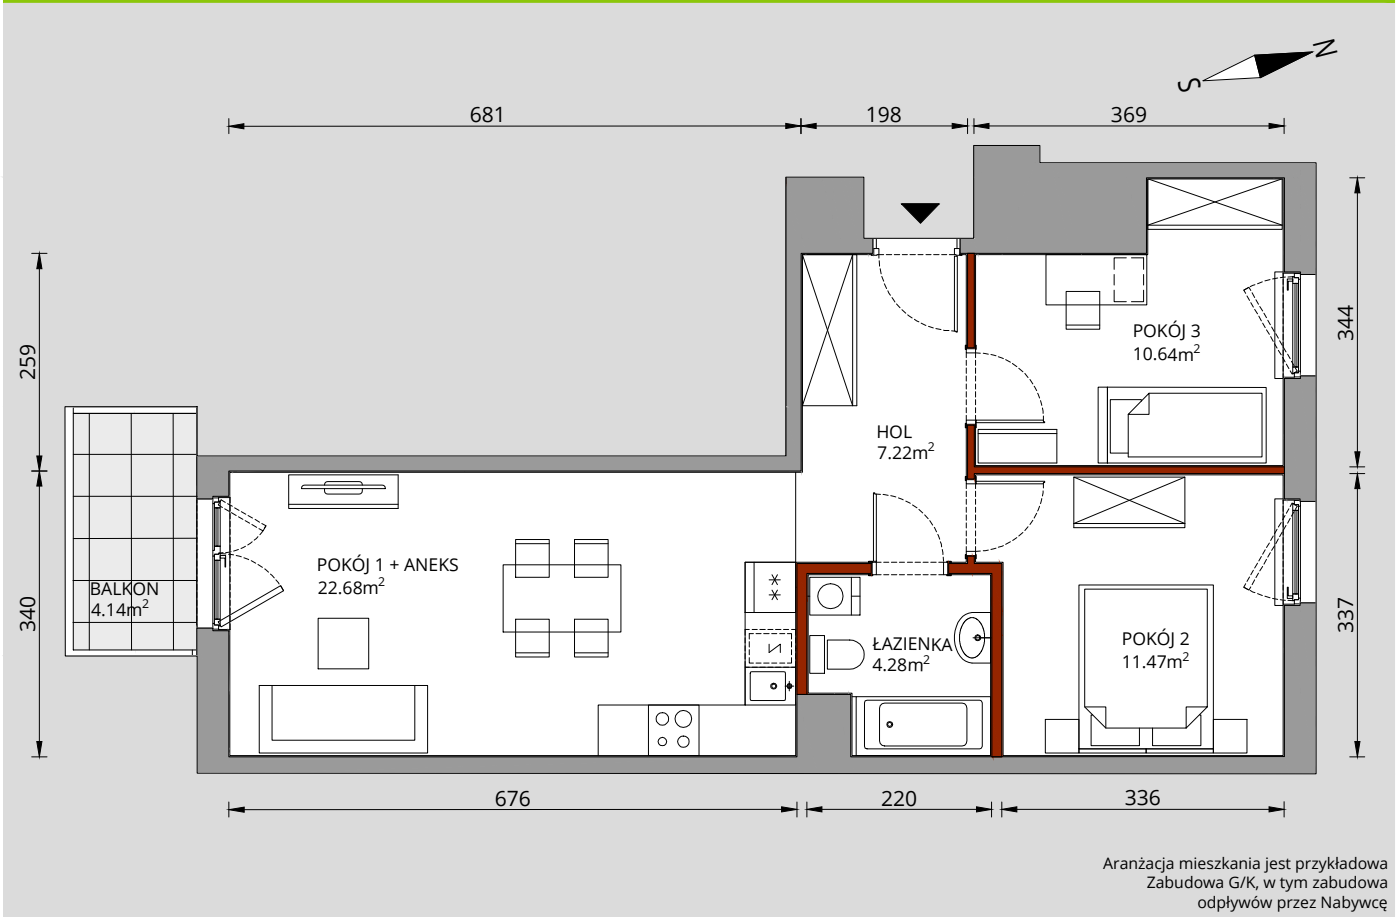 N
S
681
198
369
259
344
POKÓJ 3
10.64m²
HOL
7.22m²
POKÓJ 1 + ANEKS
22.68m²
BALKON
4.14m²
340
ŁAZIENKA
4.28m²
POKÓJ 2
11.47m²
337
676
220
336
Aranżacja mieszkania jest przykładowa
Zabudowa G/K, w tym zabudowa
odpływów przez Nabywcę